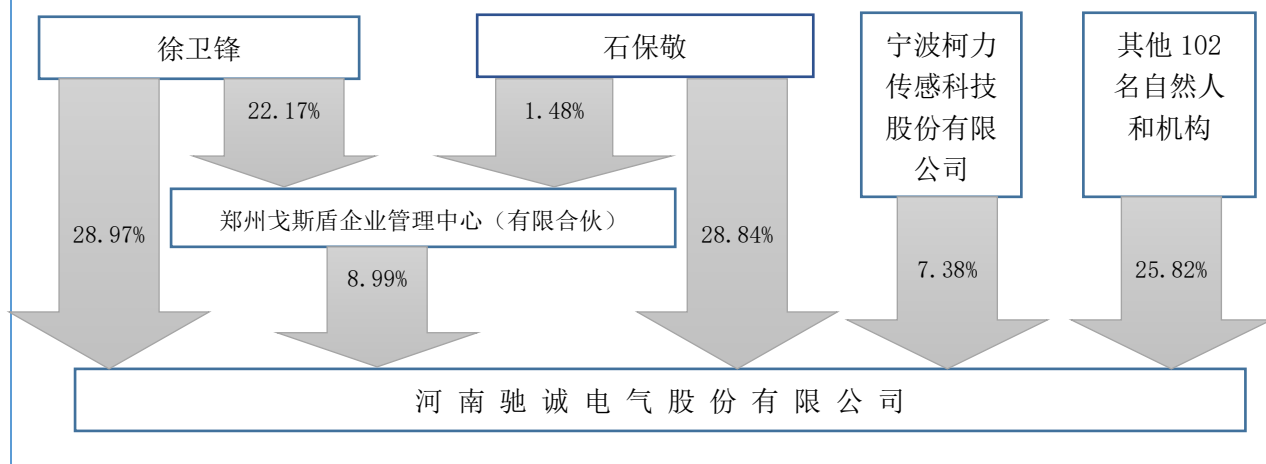 徐卫锋
石保敬
宁波柯力
传感科技
股份有限
公司
其他 102
名自然人
和机构
22.17%
1.48%
郑州戈斯盾企业管理中心（有限合伙）
28.97%
28.84%
7.38%
25.82%
8.99%
河南驰诚电气股份有限公司